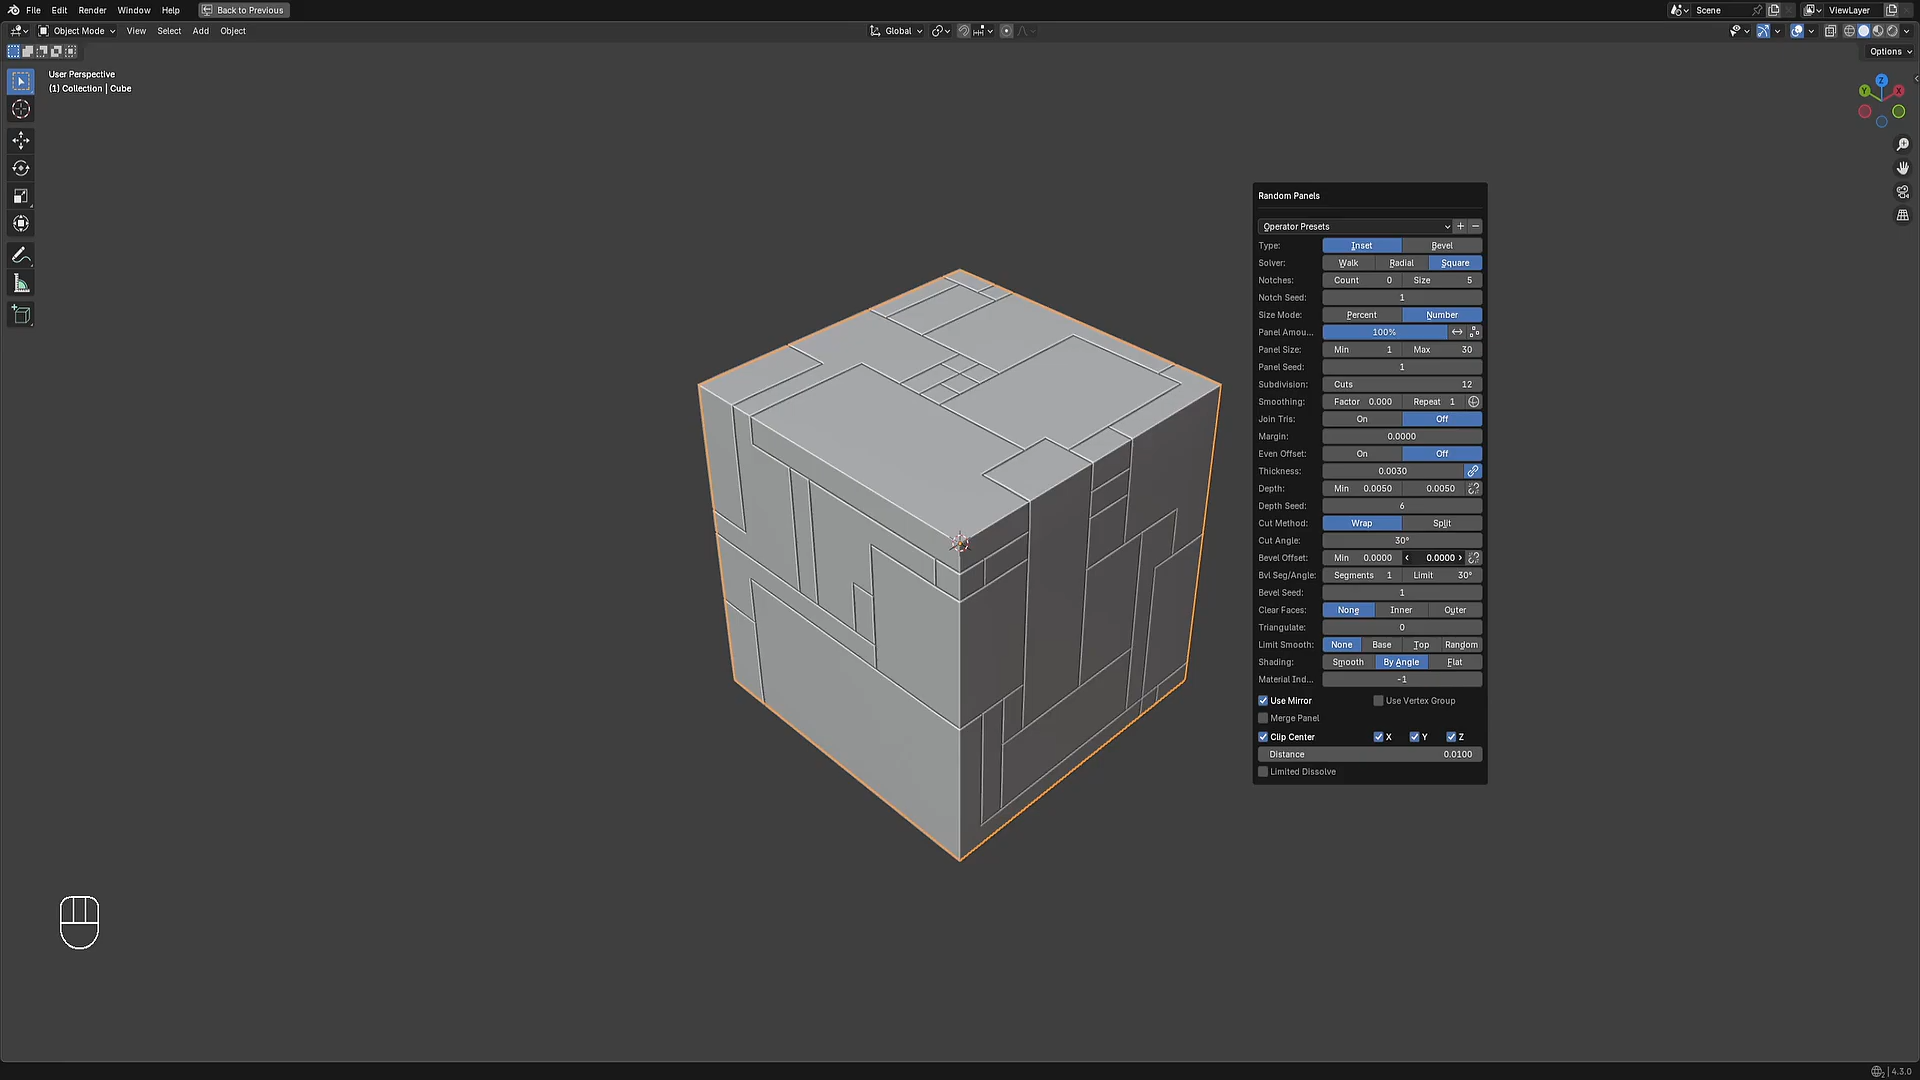 File Edit Render Window Help Back to Previous Scene ViewLayer
Object Mode View Select Add Object Global
Options
User Perspective
(1) Collection | Cube
Z
Y X
Random Panels
Operator Presets
Type: Inset Bevel
Solver: Walk Radial Square
Notches: Count 0 Size 5
Notch Seed: 1
Size Mode: Percent Number
Panel Amou... 100%
Panel Size: Min 1 Max 30
Panel Seed: 1
Subdivision: Cuts 12
Smoothing: Factor 0.000 Repeat 1
Join Tris: On Off
Margin: 0.0000
Even Offset: On Off
Thickness: 0.0030
Depth: Min 0.0050 0.0050
Depth Seed: 6
Cut Method: Wrap Split
Cut Angle: 30°
Bevel Offset: Min 0.0000 0.0000
Bvl Seg/Angle: Segments 1 Limit 30°
Bevel Seed: 1
Clear Faces: None Inner Outer
Triangulate: 0
Limit Smooth: None Base Top Random
Shading: Smooth By Angle Flat
Material Ind... -1
Use Mirror Use Vertex Group
Merge Panel
Clip Center X Y Z
Distance 0.0100
Limited Dissolve
4.3.0